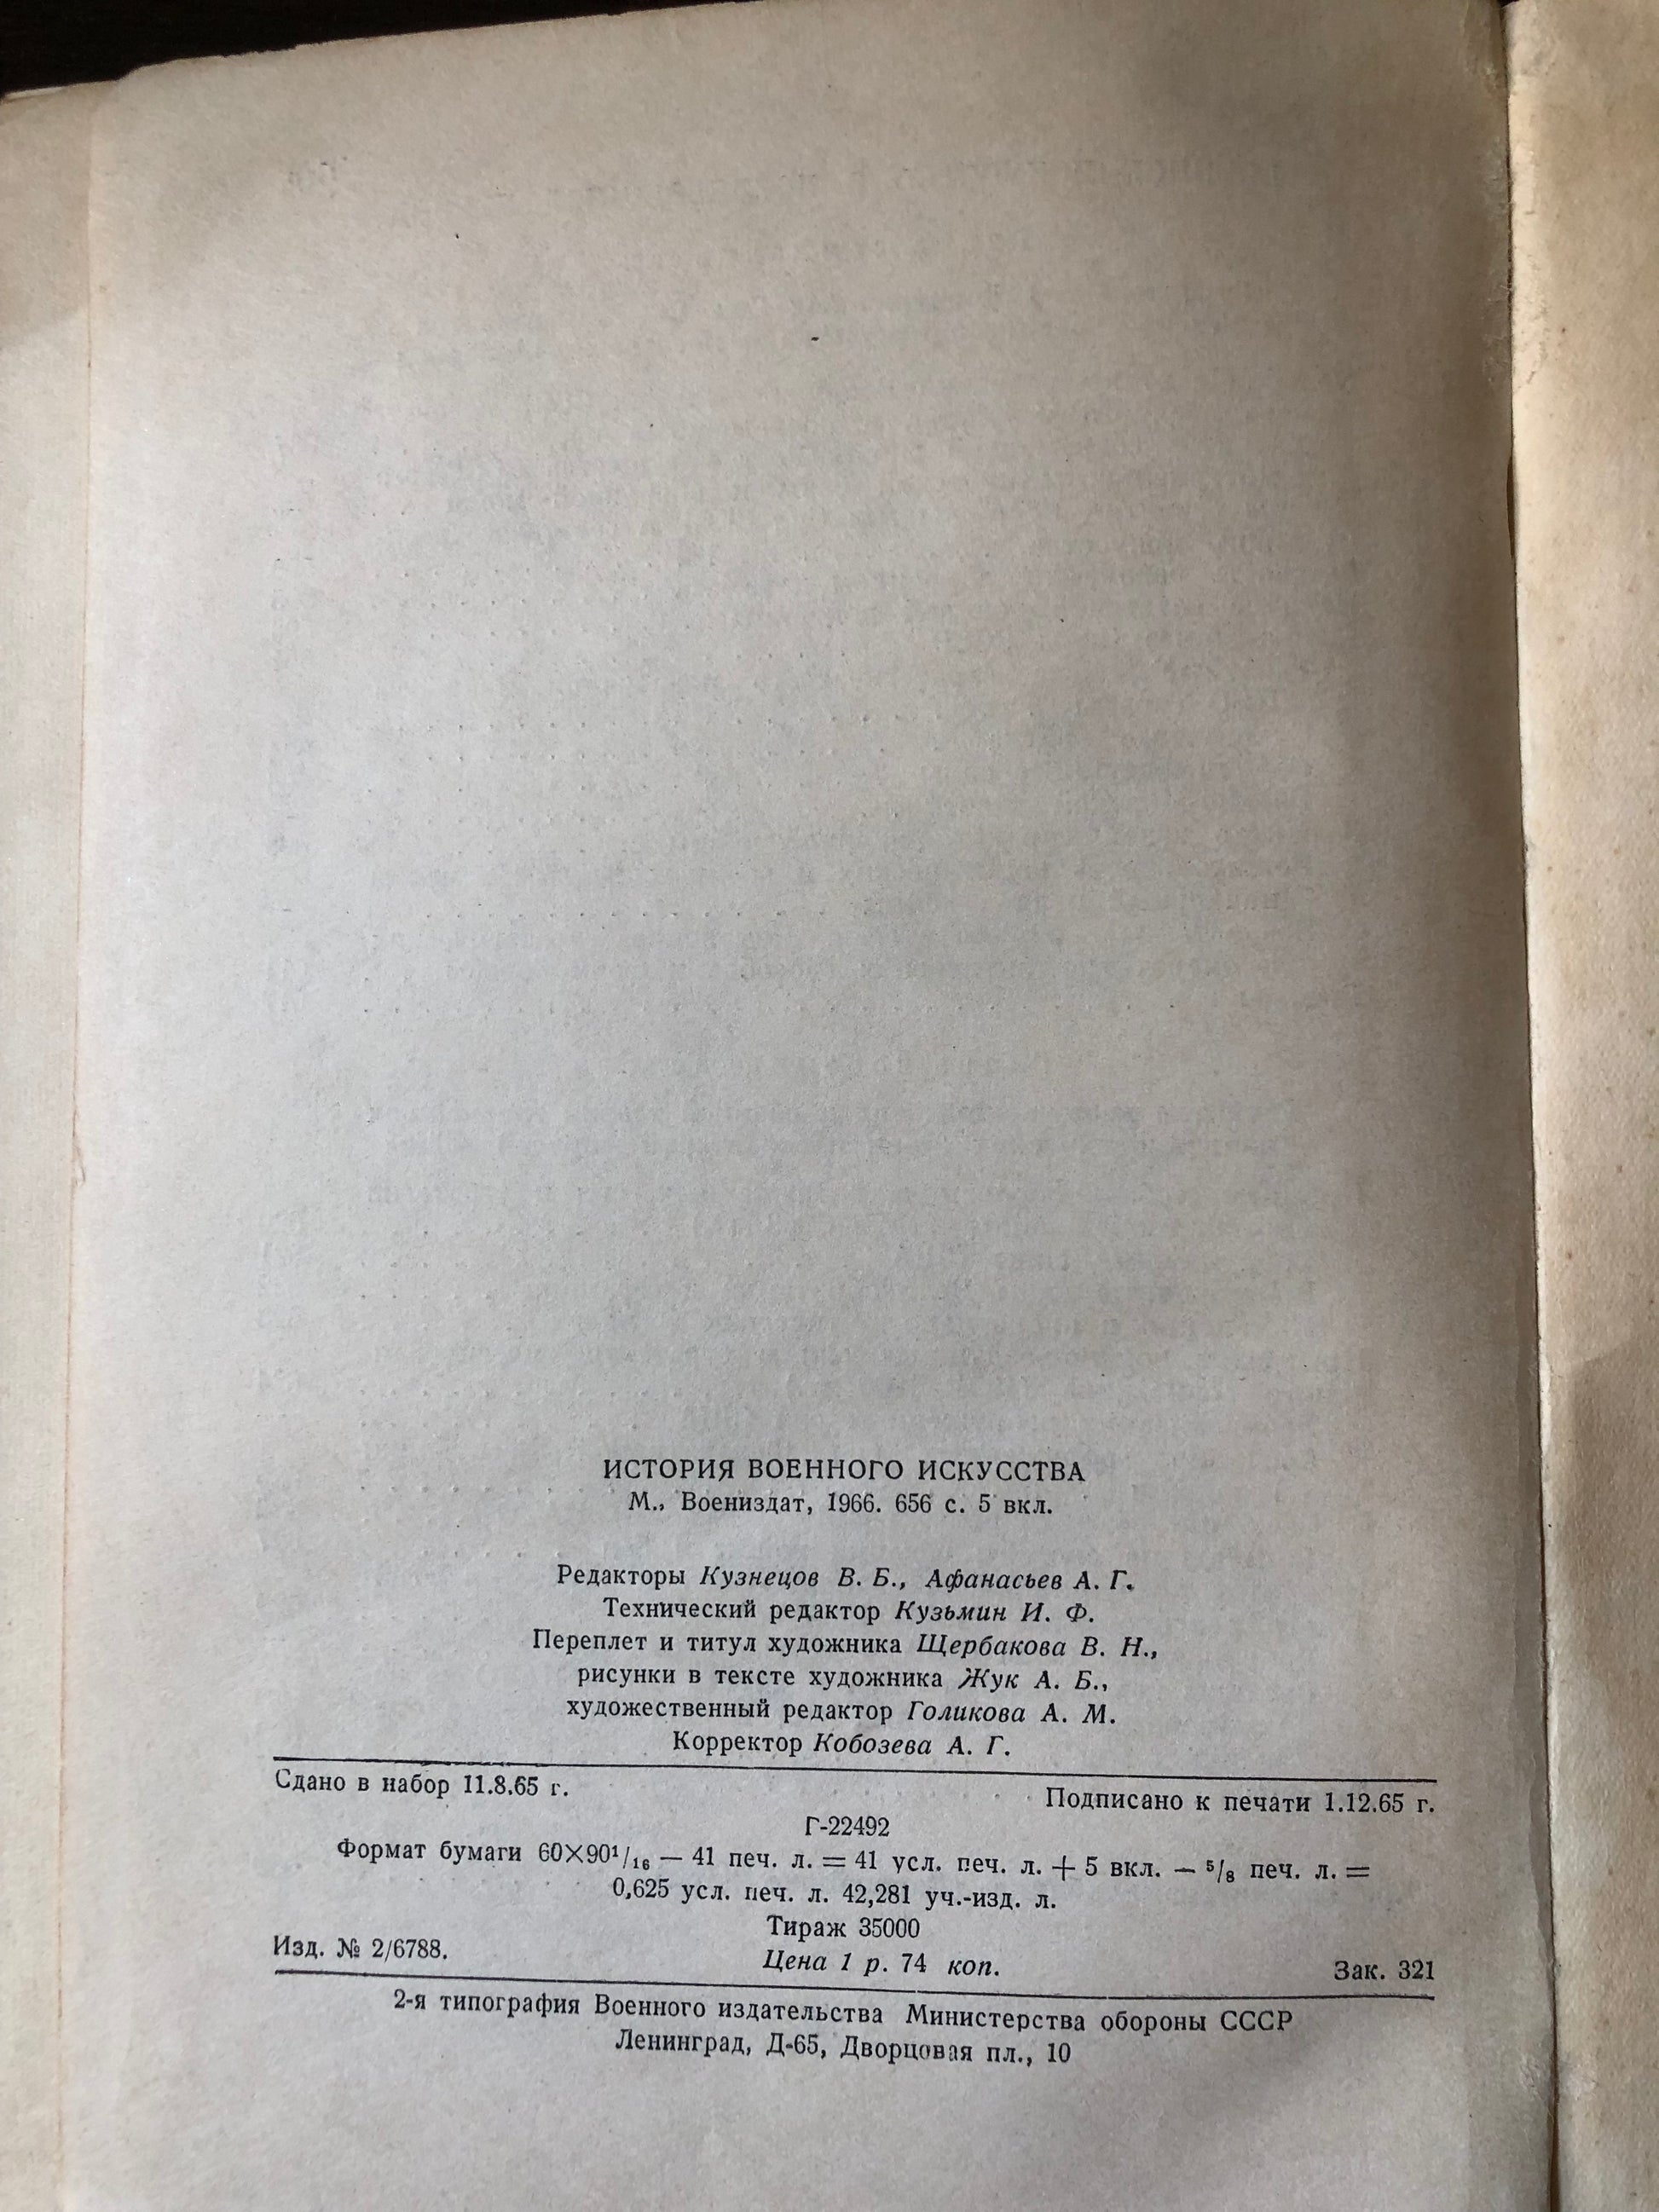 ИСТОРИЯ ВОЕННОГО ИСКУССТВА
М., Воениздат, 1966. 656 с. 5 вкл.
Редакторы Кузнецов В. Б., Афанасьев А. Г.
Технический редактор Кузьмин И. Ф.
Переплет и титул художника Щербакова В. Н.,
рисунки в тексте художника Жук А. Б.,
художественный редактор Голикова А. М.
Корректор Кобозева А. Г.
Сдано в набор 11.8.65 г. Подписано к печати 1.12.65 г.
Г-22492
Формат бумаги 60×90¹/₁₆ — 41 печ. л. = 41 усл. печ. л. + 5 вкл. — ⁵/₈ печ. л. =
0,625 усл. печ. л. 42,281 уч.-изд. л.
Тираж 35000
Изд. № 2/6788. Цена 1 р. 74 коп. Зак. 321
2-я типография Военного издательства Министерства обороны СССР
Ленинград, Д-65, Дворцовая пл., 10